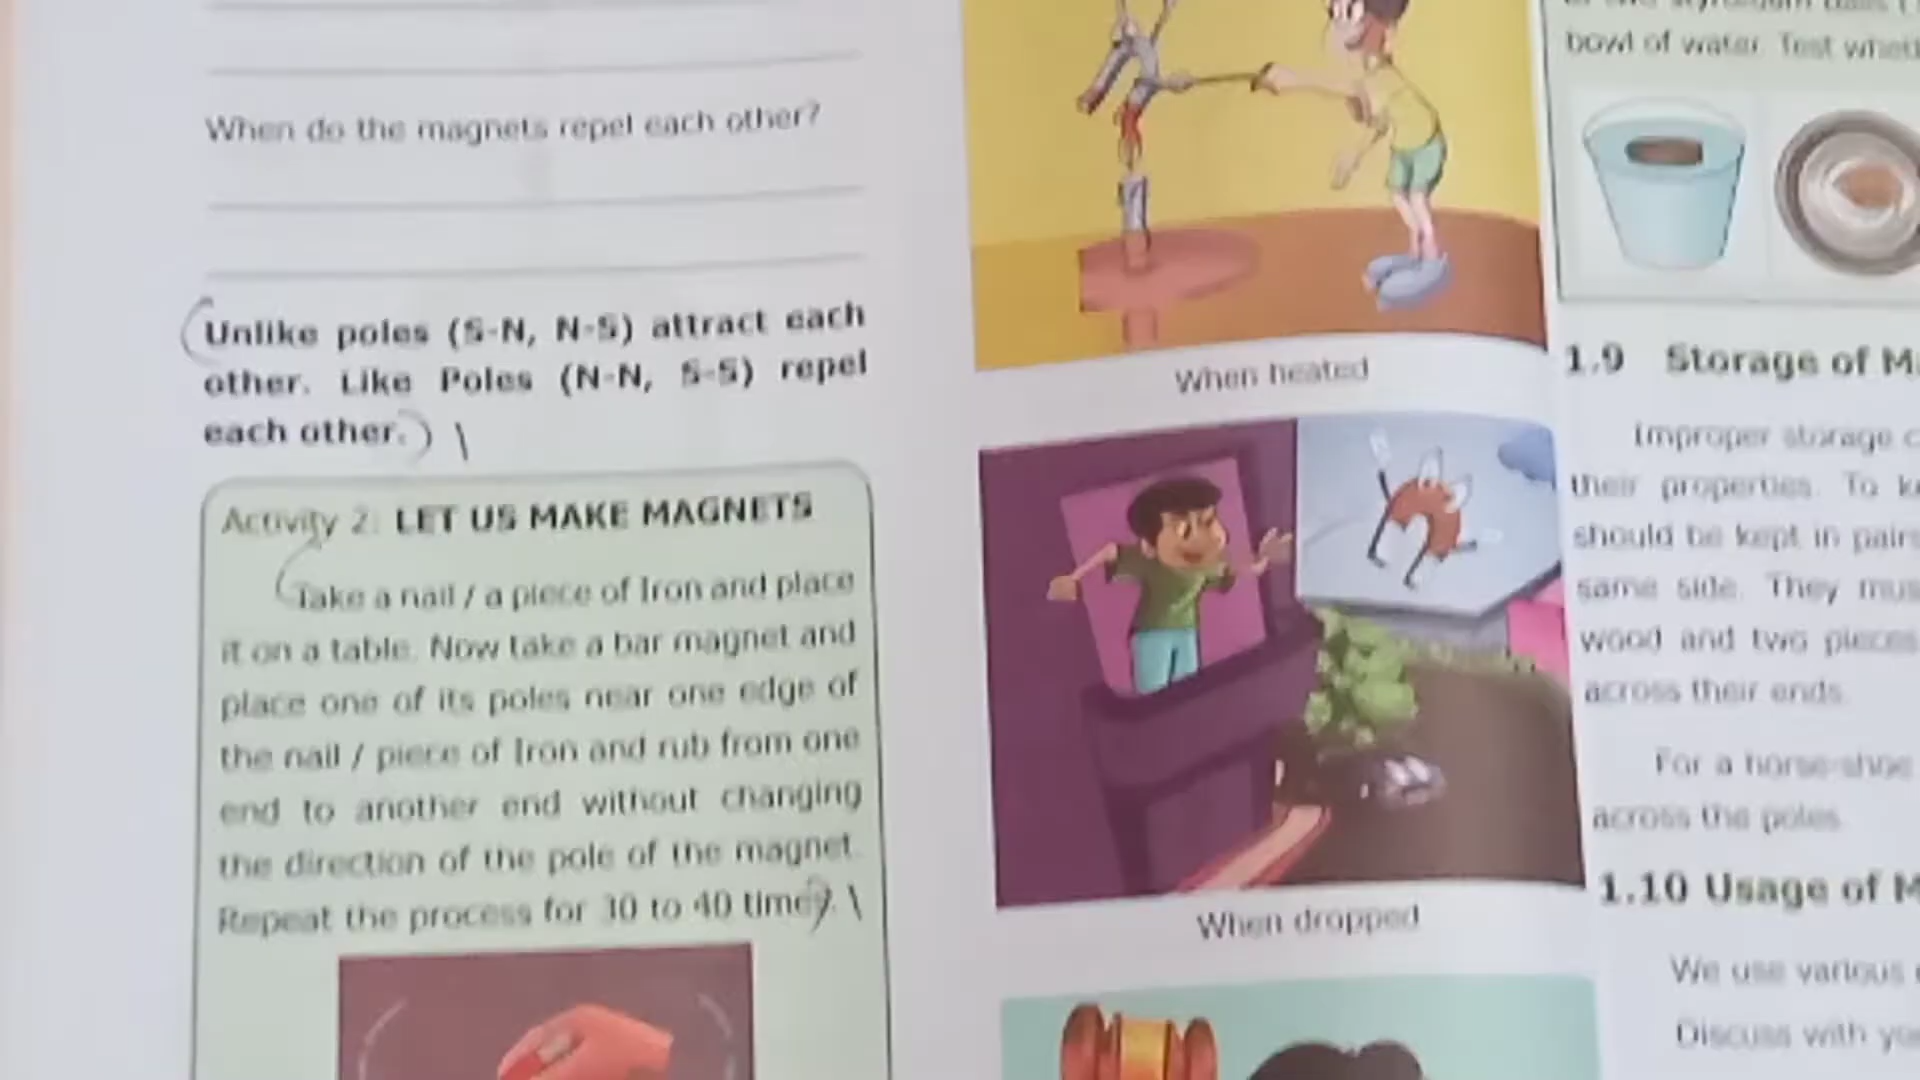 When do the magnets repel each other?
Unlike poles (S-N, N-S) attract each
other. Like Poles (N-N, S-S) repel
each other.
Activity 2: LET US MAKE MAGNETS
Take a nail / a piece of Iron and place
it on a table. Now take a bar magnet and
place one of its poles near one edge of
the nail / piece of Iron and rub from one
end to another end without changing
the direction of the pole of the magnet.
Repeat the process for 30 to 40 times.
When heated
When dropped
bowl of water. Test
1.9 Storage of
Improper storage
their properties. To
should be kept in pairs
same side. They
wood and two pieces
across their ends.
For a horse-shoe
across the poles.
1.10 Usage of
We use various
Discuss with